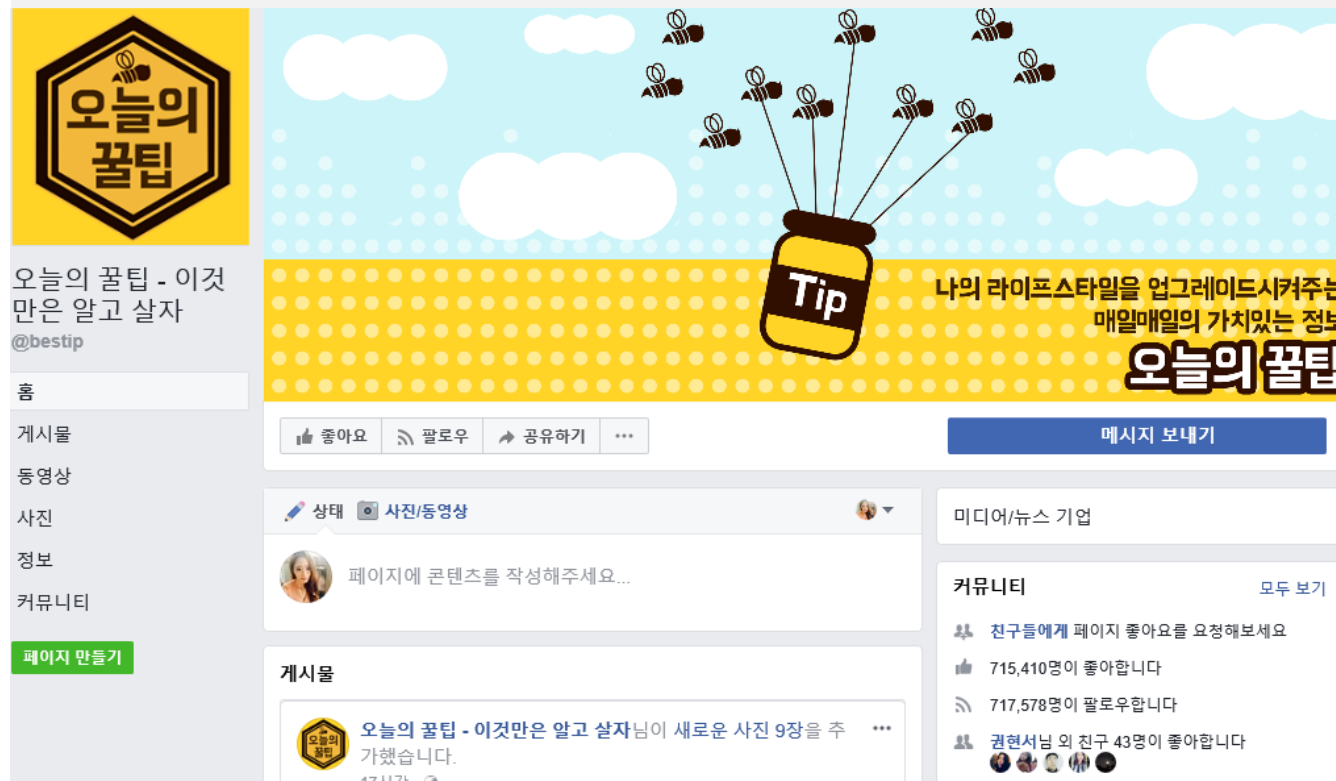 오늘의
꿀팁
오늘의 꿀팁 - 이것
만은 알고 살자
@bestip
홈
게시물
동영상
사진
정보
커뮤니티
페이지 만들기
Tip
나의 라이프스타일을 업그레이드시켜주는
매일매일의 가치있는 정보
오늘의 꿀팁
좋아요 팔로우 공유하기 ...
메시지 보내기
상태 사진/동영상
페이지에 콘텐츠를 작성해주세요...
게시물
오늘의
꿀팁
오늘의 꿀팁 - 이것만은 알고 살자님이 새로운 사진 9장을 추
가했습니다.
미디어/뉴스 기업
커뮤니티 모두 보기
친구들에게 페이지 좋아요를 요청해보세요
715,410명이 좋아합니다
717,578명이 팔로우합니다
권현서님 외 친구 43명이 좋아합니다